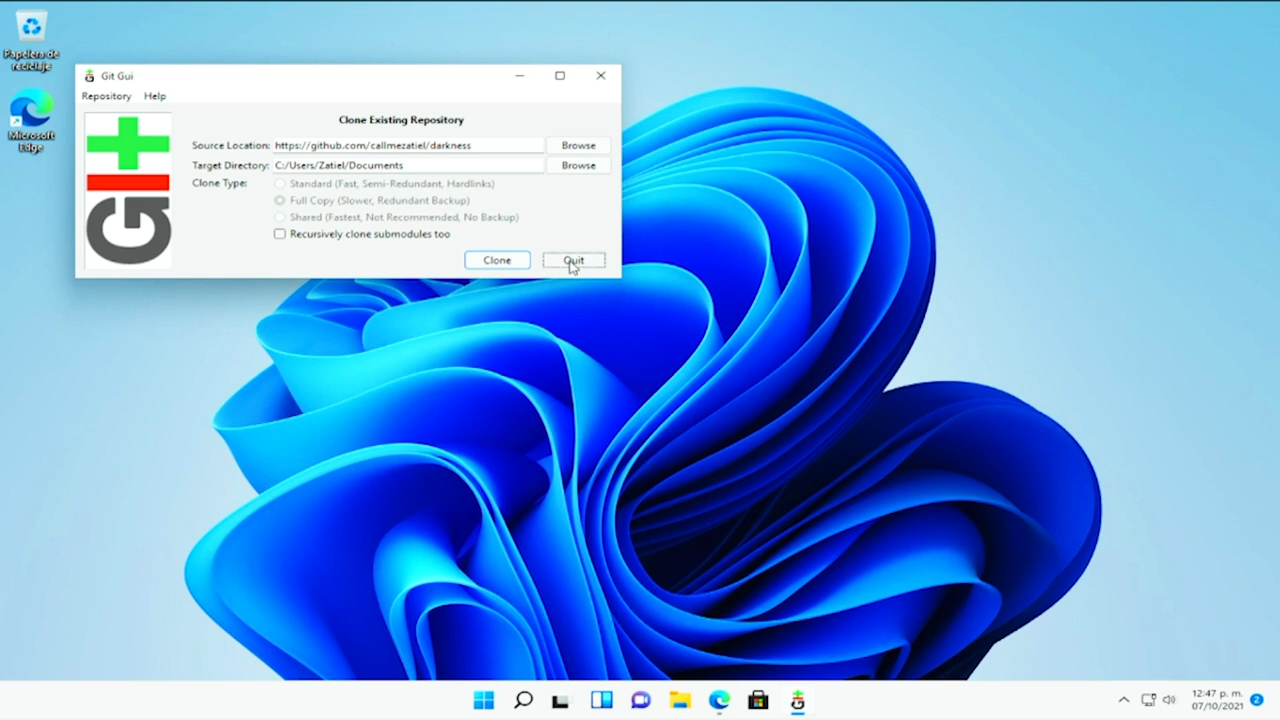 Papelera de
reciclaje
Microsoft
Edge
Git Gui
Repository Help
Clone Existing Repository
Source Location: https://github.com/callmezatiel/darkness Browse
Target Directory: C:/Users/Zatiel/Documents Browse
Clone Type: Standard (Fast, Semi-Redundant, Hardlinks)
Full Copy (Slower, Redundant Backup)
Shared (Fastest, Not Recommended, No Backup)
Recursively clone submodules too
Clone Quit
GIT
12:47 p. m.
07/10/2021 2